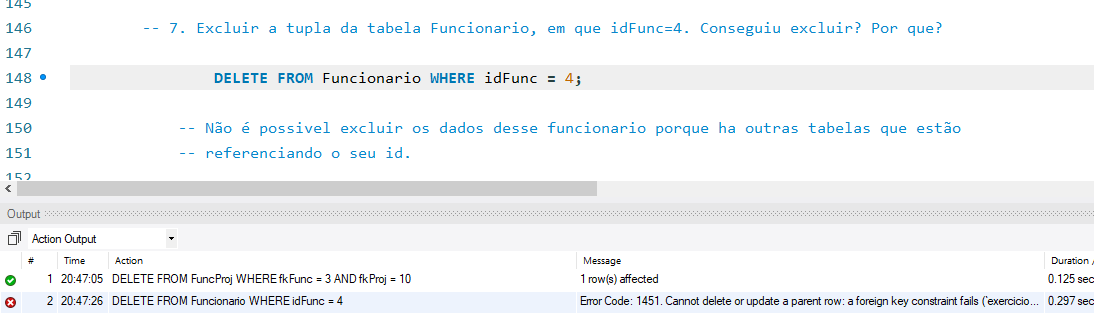 145
146 -- 7. Excluir a tupla da tabela Funcionario, em que idFunc=4. Conseguiu excluir? Por que?
147
148 DELETE FROM Funcionario WHERE idFunc = 4;
149
150 -- Não é possivel excluir os dados desse funcionario porque ha outras tabelas que estão
151 -- referenciando o seu id.
152
Output
Action Output
# Time Action Message Duration /
1 20:47:05 DELETE FROM FuncProj WHERE fkFunc = 3 AND fkProj = 10 1 row(s) affected 0.125 sec
2 20:47:26 DELETE FROM Funcionario WHERE idFunc = 4 Error Code: 1451. Cannot delete or update a parent row: a foreign key constraint fails (`exercicio... 0.297 sec